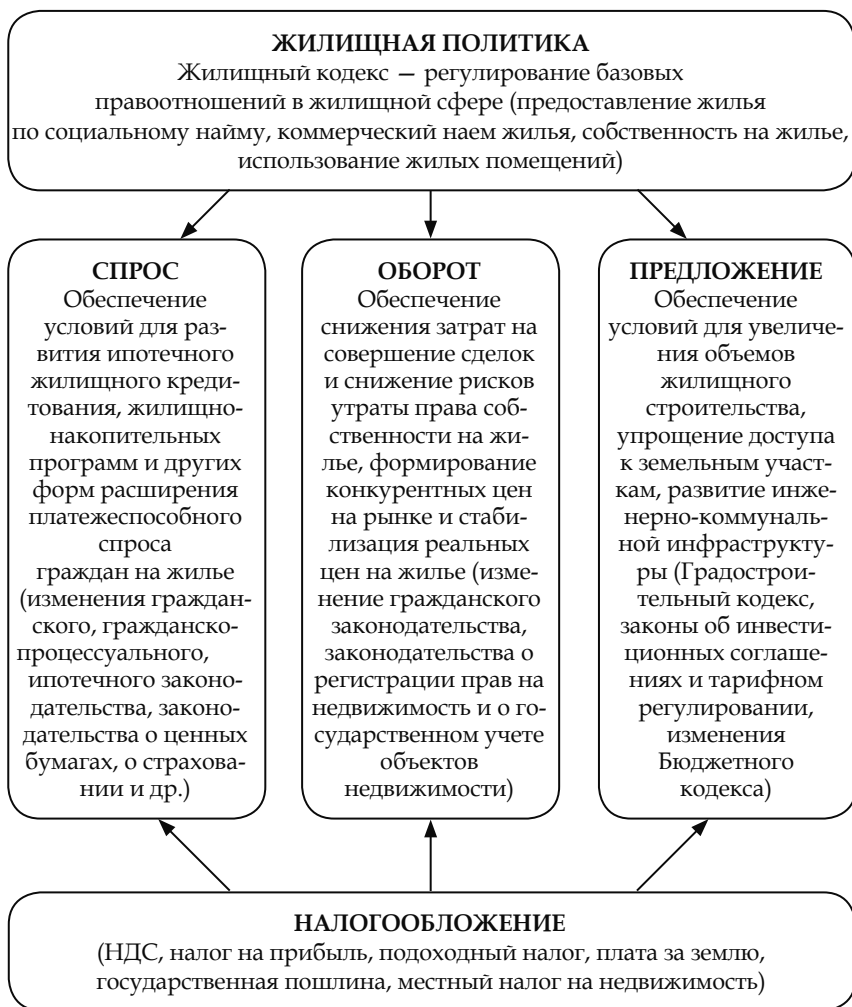 ЖИЛИЩНАЯ ПОЛИТИКА
Жилищный кодекс — регулирование базовых
правоотношений в жилищной сфере (предоставление жилья
по социальному найму, коммерческий наем жилья, собственность на жилье,
использование жилых помещений)
СПРОС
Обеспечение
условий для раз-
вития ипотечного
жилищного креди-
тования, жилищно-
накопительных
программ и других
форм расширения
платежеспособного
спроса
граждан на жилье
(изменения граждан-
ского, гражданско-
процессуального,
ипотечного законо-
дательства, законо-
дательства о ценных
бумагах, о страхова-
нии и др.)
ОБОРОТ
Обеспечение
снижения затрат на
совершение сделок
и снижение рисков
утраты права соб-
ственности на жи-
лье, формирование
конкурентных цен
на рынке и стаби-
лизация реальных
цен на жилье (изме-
нение гражданского
законодательства,
законодательства о
регистрации прав на
недвижимость и о го-
сударственном учете
объектов
недвижимости)
ПРЕДЛОЖЕНИЕ
Обеспечение
условий для увеличе-
ния объемов
жилищного
строительства,
упрощение доступа
к земельным участ-
кам, развитие инже-
нерно-коммуналь-
ной инфраструкту-
ры (Градострои-
тельный кодекс,
законы об инвести-
ционных соглаше-
ниях и тарифном
регулировании,
изменения
Бюджетного
кодекса)
НАЛОГООБЛОЖЕНИЕ
(НДС, налог на прибыль, подоходный налог, плата за землю,
государственная пошлина, местный налог на недвижимость)